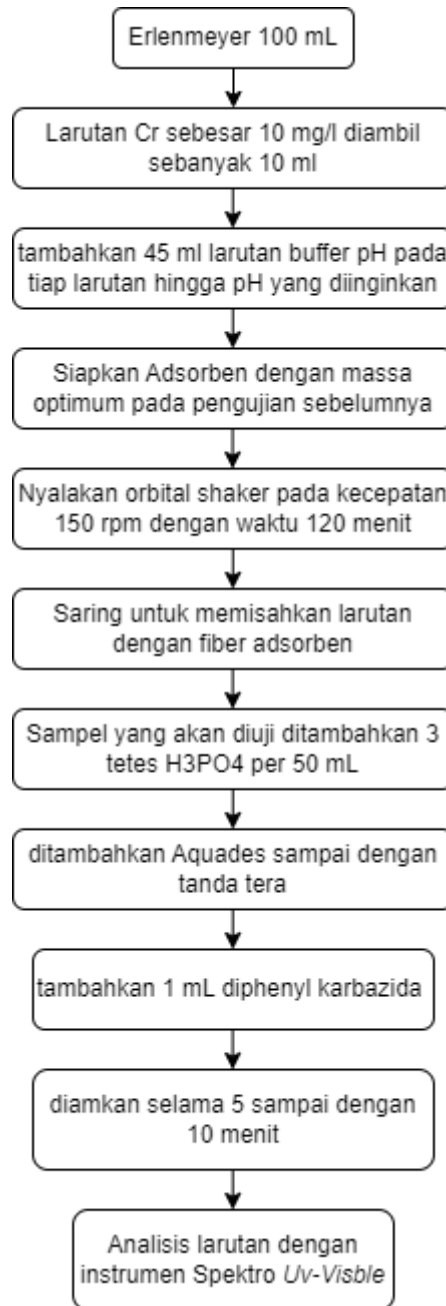 Erlenmeyer 100 mL
Larutan Cr sebesar 10 mg/l diambil
sebanyak 10 ml
tambahkan 45 ml larutan buffer pH pada
tiap larutan hingga pH yang diinginkan
Siapkan Adsorben dengan massa
optimum pada pengujian sebelumnya
Nyalakan orbital shaker pada kecepatan
150 rpm dengan waktu 120 menit
Saring untuk memisahkan larutan
dengan fiber adsorben
Sampel yang akan diuji ditambahkan 3
tetes H3PO4 per 50 mL
ditambahkan Aquades sampai dengan
tanda tera
tambahkan 1 mL diphenyl karbazida
diamkan selama 5 sampai dengan
10 menit
Analisis larutan dengan
instrumen Spektro Uv-Visble